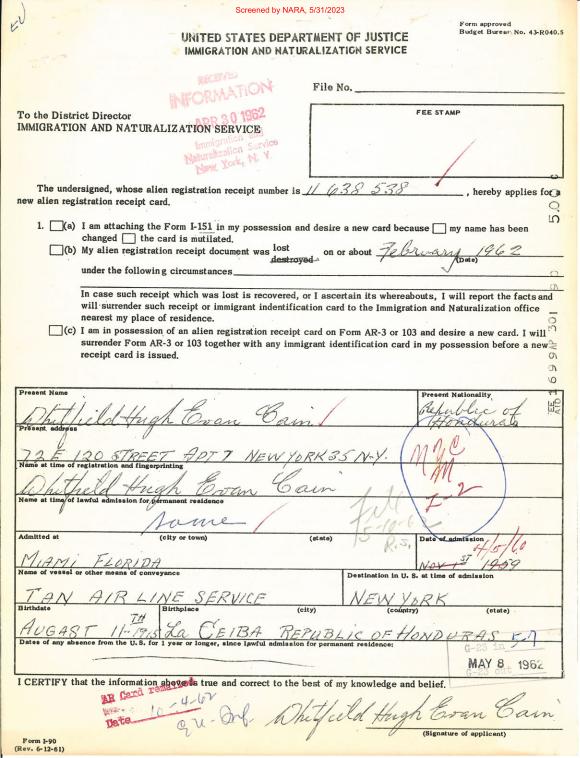 Screened by NARA, 5/31/2023
Form approved
Budget Bureau No. 43-R040.5
UNITED STATES DEPARTMENT OF JUSTICE
IMMIGRATION AND NATURALIZATION SERVICE
File No.
RECEIVED
INFORMATION
APR 30 1962
Immigration and
Naturalization Service
New York, N. Y.
To the District Director
IMMIGRATION AND NATURALIZATION SERVICE
FEE STAMP
The undersigned, whose alien registration receipt number is 11 638 538, hereby applies for a
new alien registration receipt card.
1. (a) I am attaching the Form I-151 in my possession and desire a new card because my name has been
changed the card is mutilated.
(b) My alien registration receipt document was lost destroyed on or about February 1962
(Date)
under the following circumstances
In case such receipt which was lost is recovered, or I ascertain its whereabouts, I will report the facts and
will surrender such receipt or immigrant identification card to the Immigration and Naturalization office
nearest my place of residence.
(c) I am in possession of an alien registration receipt card on Form AR-3 or 103 and desire a new card. I will
surrender Form AR-3 or 103 together with any immigrant identification card in my possession before a new
receipt card is issued.
Present Name
Present Nationality
Whitfield Hugh Evan Cain
Republic of
Honduras
Present address
72 E 120 STREET APT 7 NEW YORK 35 N.Y.
NYC
Name at time of registration and fingerprinting
Whitfield Hugh Evan Cain
I-2
Name at time of lawful admission for permanent residence
same
5-10-62
R.S.
Admitted at (city or town) (state)
Date of admission
4/5/60
MIAMI FLORIDA
Nov 1ST 1959
Name of vessel or other means of conveyance
Destination in U. S. at time of admission
TAN AIR LINE SERVICE
NEW YORK
Birthdate Birthplace (city) (country) (state)
AUGAST 11TH-1915 La CEIBA REPUBLIC OF HONDURAS
Dates of any absence from the U.S. for 1 year or longer, since lawful admission for permanent residence:
G-23 in
MAY 8 1962
G-23 out
I CERTIFY that the information above is true and correct to the best of my knowledge and belief.
AR Card
Date 10-4-62
Whitfield Hugh Evan Cain
(Signature of applicant)
Form I-90
(Rev. 6-12-61)